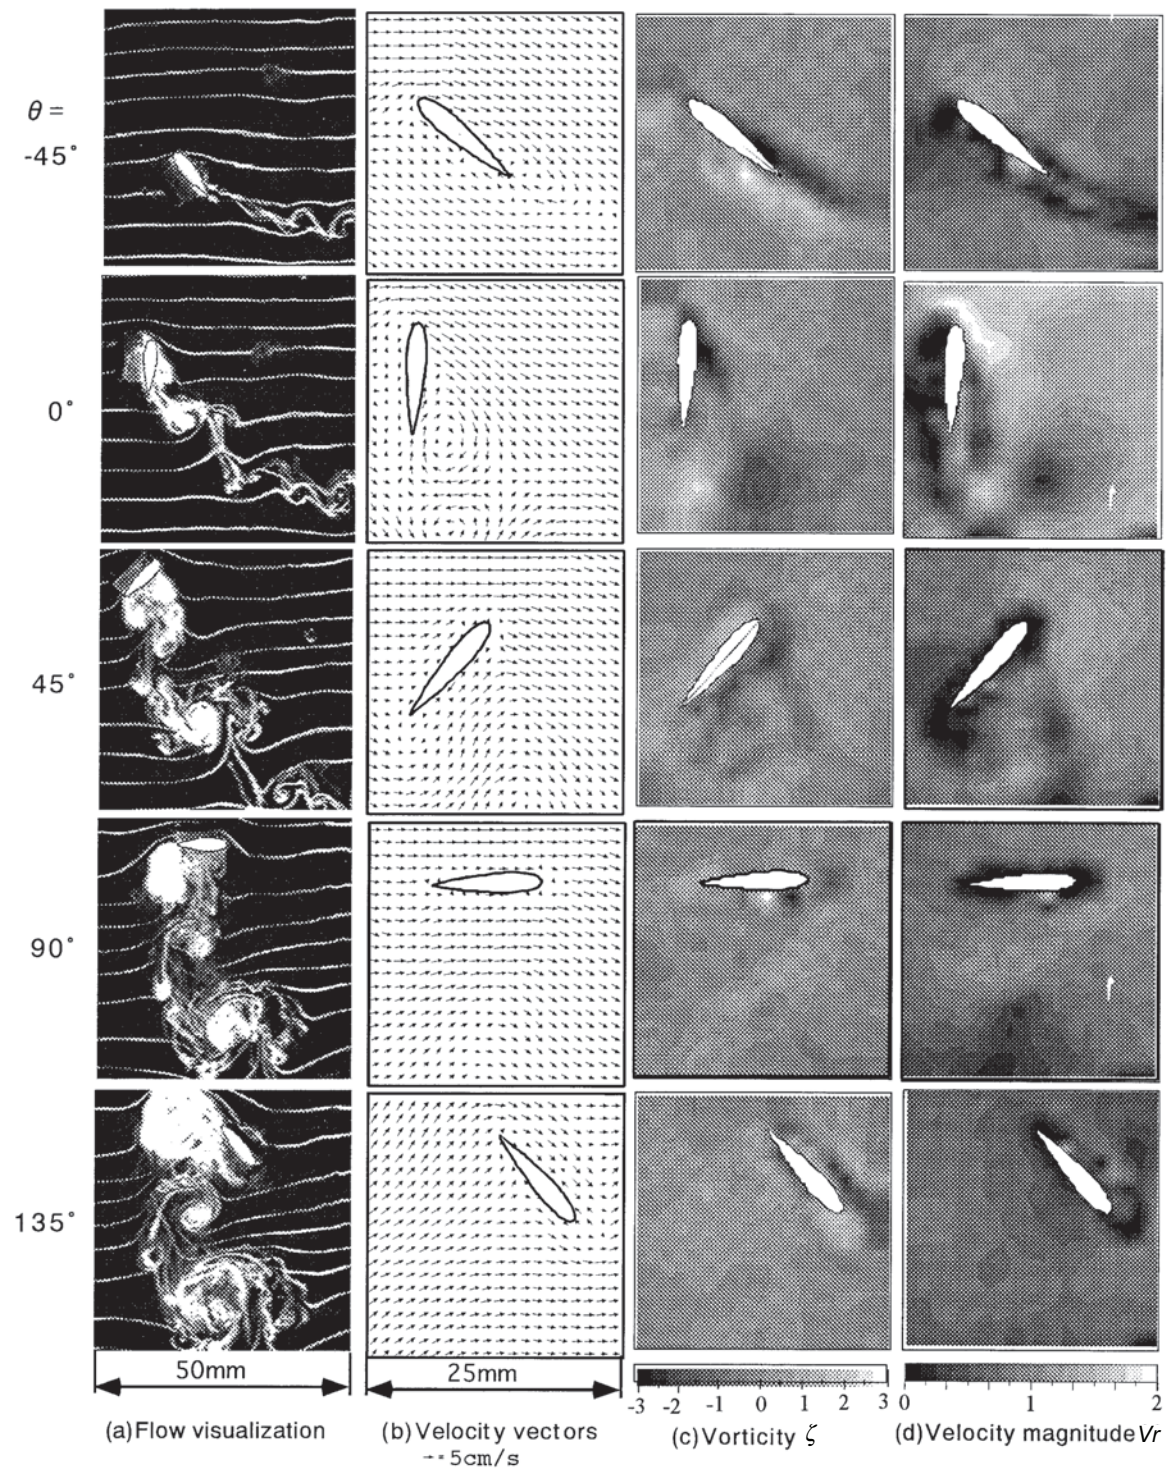 θ =
-45°
0°
45°
90°
135°
50mm
25mm
-3 -2 -1 0 1 2 3
0 1 2
(a)Flow visualization
(b)Velocity vectors
5cm/s
(c)Vorticity ζ
(d)Velocity magnitude Vr